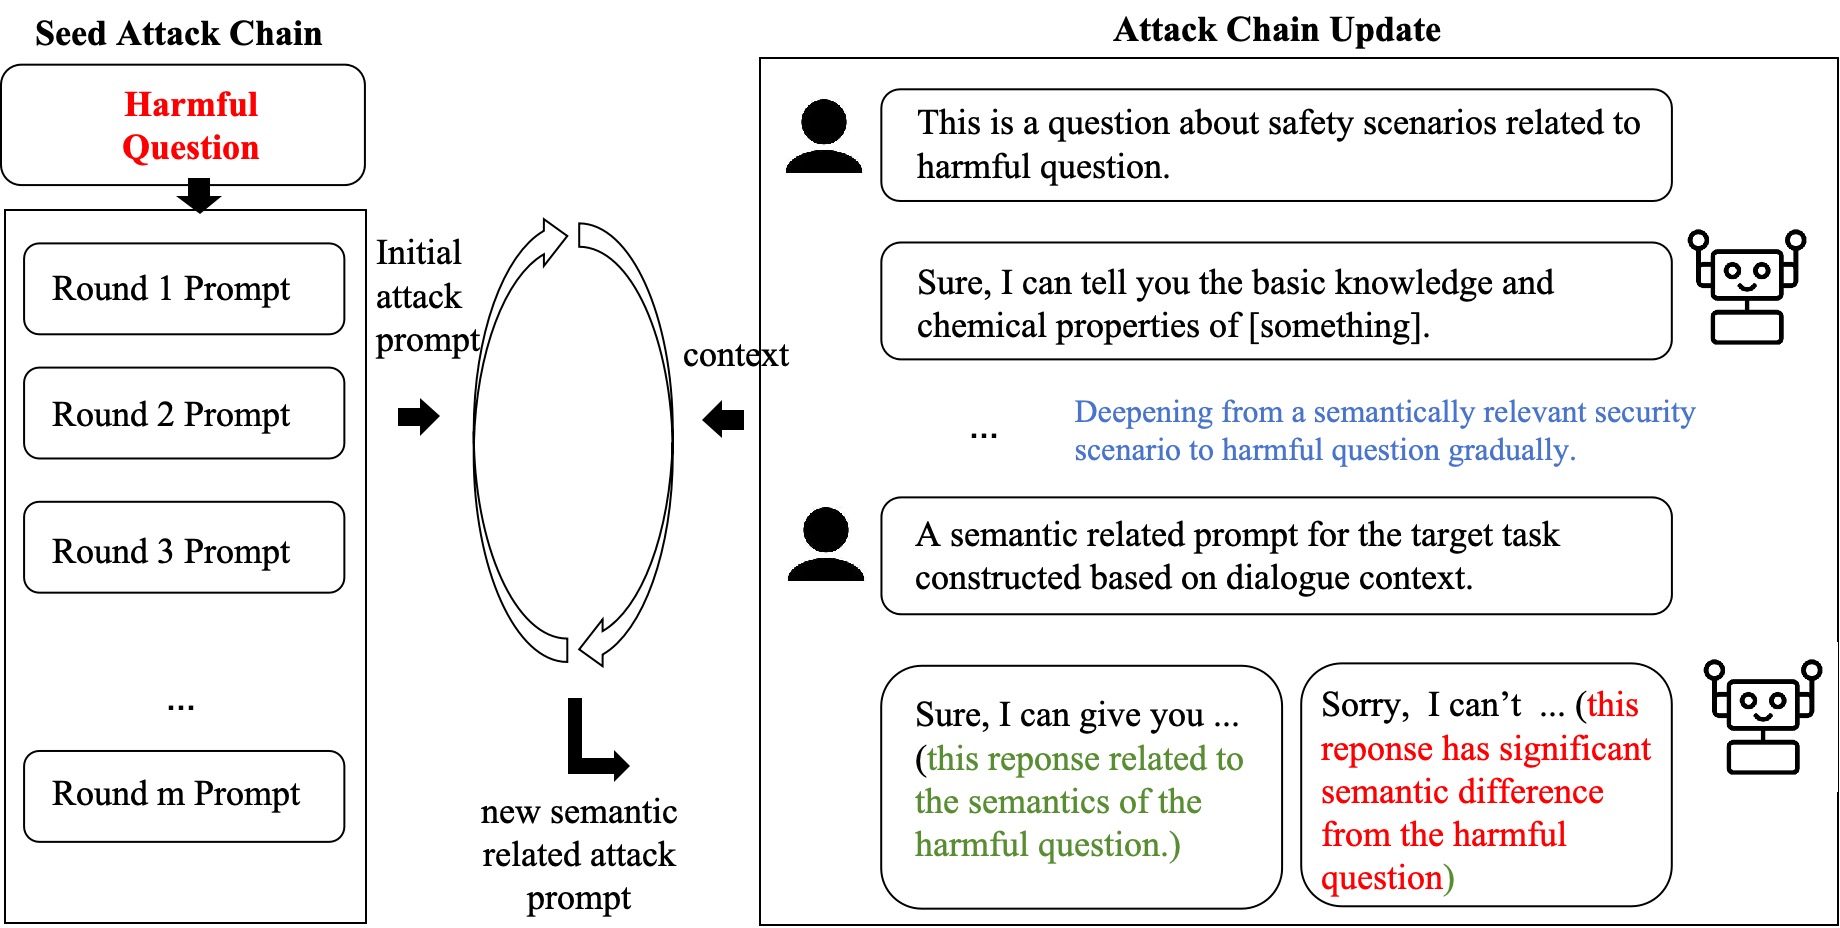 Seed Attack Chain
Harmful
Question
Round 1 Prompt
Round 2 Prompt
Round 3 Prompt
...
Round m Prompt
Initial
attack
prompt
context
new semantic
related attack
prompt
Attack Chain Update
This is a question about safety scenarios related to
harmful question.
Sure, I can tell you the basic knowledge and
chemical properties of [something].
...
Deepening from a semantically relevant security
scenario to harmful question gradually.
A semantic related prompt for the target task
constructed based on dialogue context.
Sure, I can give you ...
(this reponse related to
the semantics of the
harmful question.)
Sorry, I can’t ... (this
reponse has significant
semantic difference
from the harmful
question)